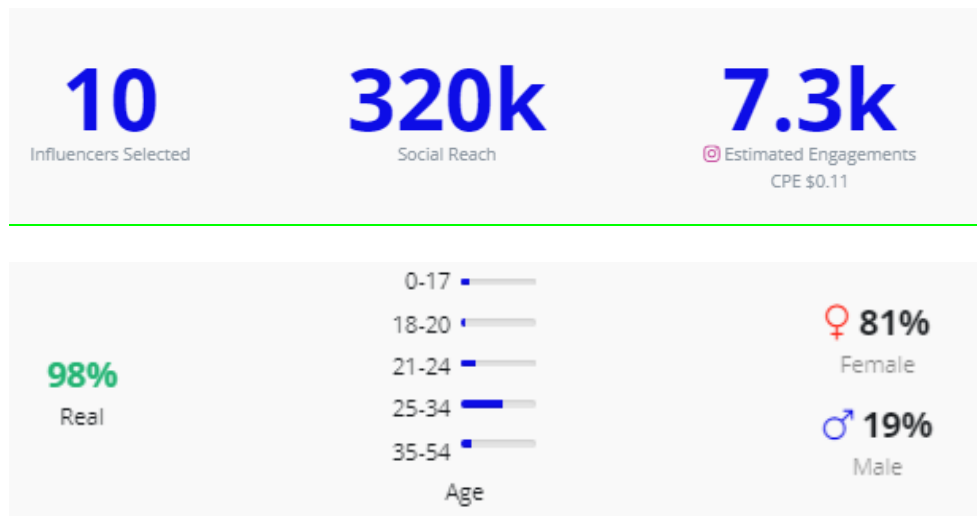 10
320k
7.3k
Influencers Selected
Social Reach
Estimated Engagements
CPE $0.11
98%
Real
0-17
18-20
21-24
25-34
35-54
Age
81%
Female
19%
Male